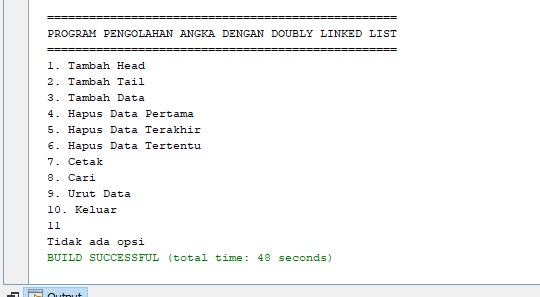 ==================================================
PROGRAM PENGOLAHAN ANGKA DENGAN DOUBLY LINKED LIST
==================================================
1. Tambah Head
2. Tambah Tail
3. Tambah Data
4. Hapus Data Pertama
5. Hapus Data Terakhir
6. Hapus Data Tertentu
7. Cetak
8. Cari
9. Urut Data
10. Keluar
11
Tidak ada opsi
BUILD SUCCESSFUL (total time: 48 seconds)
Output